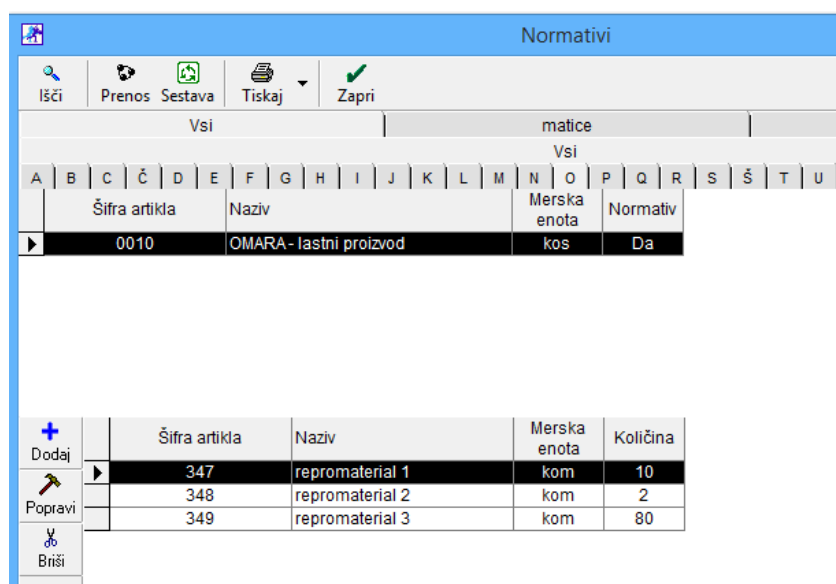 Normativi
Išči Prenos Sestava Tiskaj Zapri
Vsi matice
Vsi
A B C Č D E F G H I J K L M N O P Q R S Š T U
Šifra artikla Naziv Merska enota Normativ
0010 OMARA - lastni proizvod kos Da
Dodaj
Šifra artikla Naziv Merska enota Količina
347 repromaterial 1 kom 10
Popravi
348 repromaterial 2 kom 2
349 repromaterial 3 kom 80
Briši